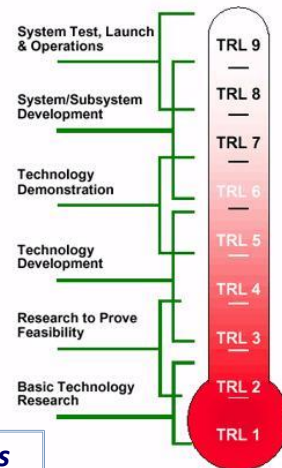 System Test, Launch
& Operations
System/Subsystem
Development
Technology
Demonstration
Technology
Development
Research to Prove
Feasibility
Basic Technology
Research
TRL 9
TRL 8
TRL 7
TRL 6
TRL 5
TRL 4
TRL 3
TRL 2
TRL 1
s